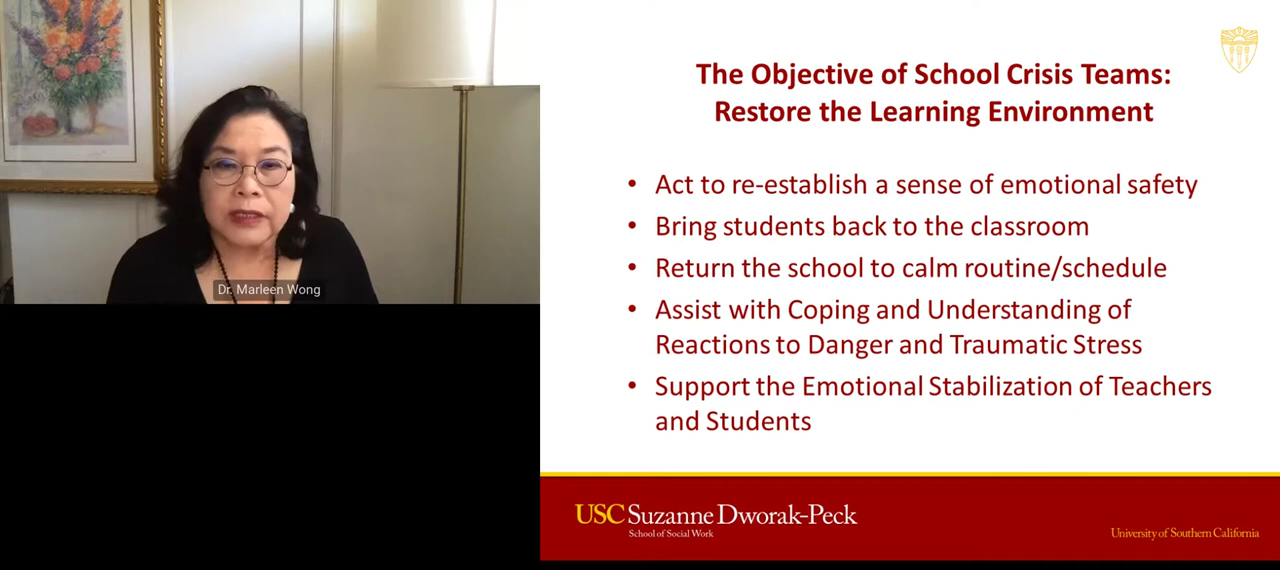 Dr. Marleen Wong
The Objective of School Crisis Teams:
Restore the Learning Environment
• Act to re-establish a sense of emotional safety
• Bring students back to the classroom
• Return the school to calm routine/schedule
• Assist with Coping and Understanding of
Reactions to Danger and Traumatic Stress
• Support the Emotional Stabilization of Teachers
and Students
USC Suzanne Dworak-Peck
School of Social Work
University of Southern California